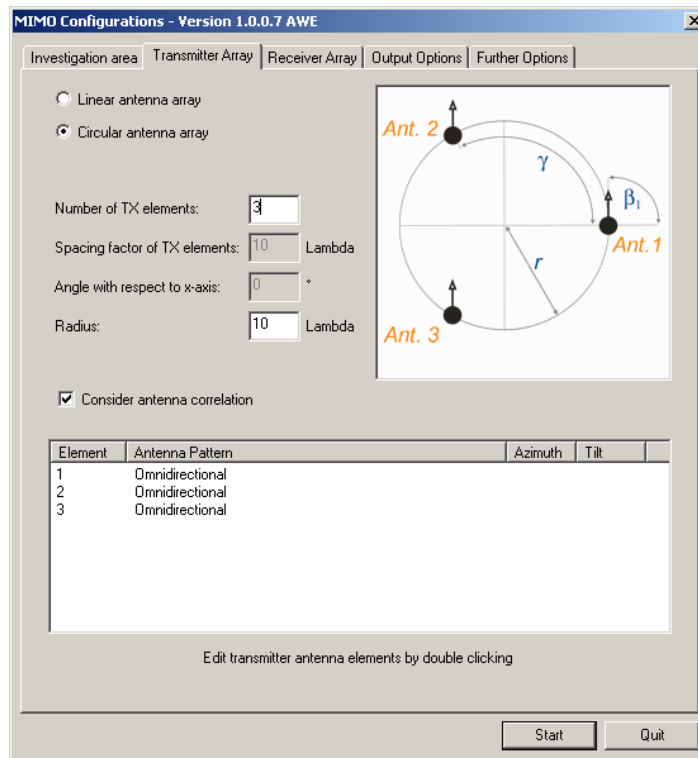 MIMO Configurations - Version 1.0.0.7 AWE
Investigation area
Transmitter Array
Receiver Array
Output Options
Further Options
Linear antenna array
Circular antenna array
Number of TX elements: 3
Spacing factor of TX elements: 10 Lambda
Angle with respect to x-axis: 0 °
Radius: 10 Lambda
Ant. 2
γ
β1
Ant. 1
r
Ant. 3
Consider antenna correlation
Element Antenna Pattern Azimuth Tilt
1 Omnidirectional
2 Omnidirectional
3 Omnidirectional
Edit transmitter antenna elements by double clicking
Start
Quit